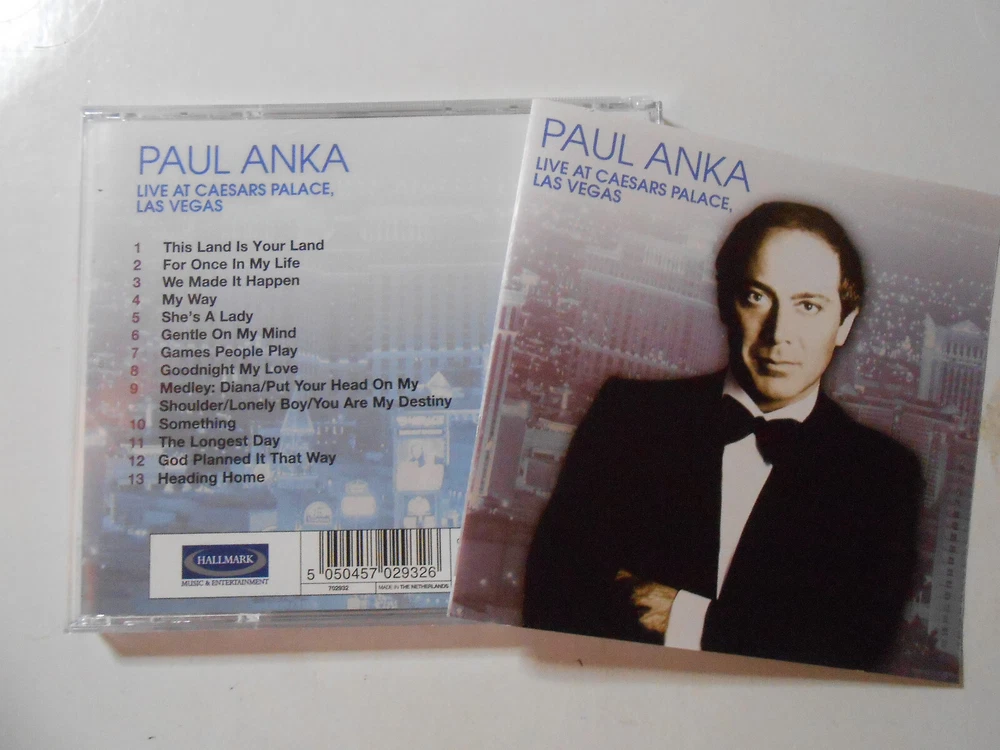 PAUL ANKA
LIVE AT CAESARS PALACE,
LAS VEGAS
1 This Land Is Your Land
2 For Once In My Life
3 We Made It Happen
4 My Way
5 She's A Lady
6 Gentle On My Mind
7 Games People Play
8 Goodnight My Love
9 Medley: Diana/Put Your Head On My
Shoulder/Lonely Boy/You Are My Destiny
10 Something
11 The Longest Day
12 God Planned It That Way
13 Heading Home
HALLMARK
MUSIC & ENTERTAINMENT
5 050457 029326
702932
MADE IN THE NETHERLANDS
PAUL ANKA
LIVE AT CAESARS PALACE,
LAS VEGAS